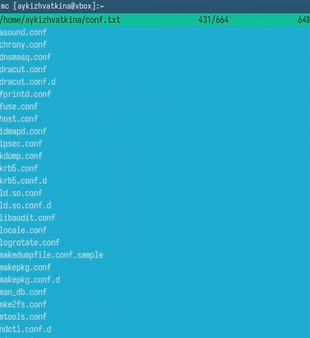 mc [aykizhvatkina@vbox]:~
/home/aykizhvatkina/conf.txt 431/664 64%
asound.conf
chrony.conf
dnsmasq.conf
dracut.conf
dracut.conf.d
fprintd.conf
fuse.conf
host.conf
idmapd.conf
ipsec.conf
kdump.conf
krb5.conf
krb5.conf.d
ld.so.conf
ld.so.conf.d
libaudit.conf
locale.conf
logrotate.conf
makedumpfile.conf.sample
makepkg.conf
makepkg.conf.d
man_db.conf
mke2fs.conf
mtools.conf
ndctl.conf.d